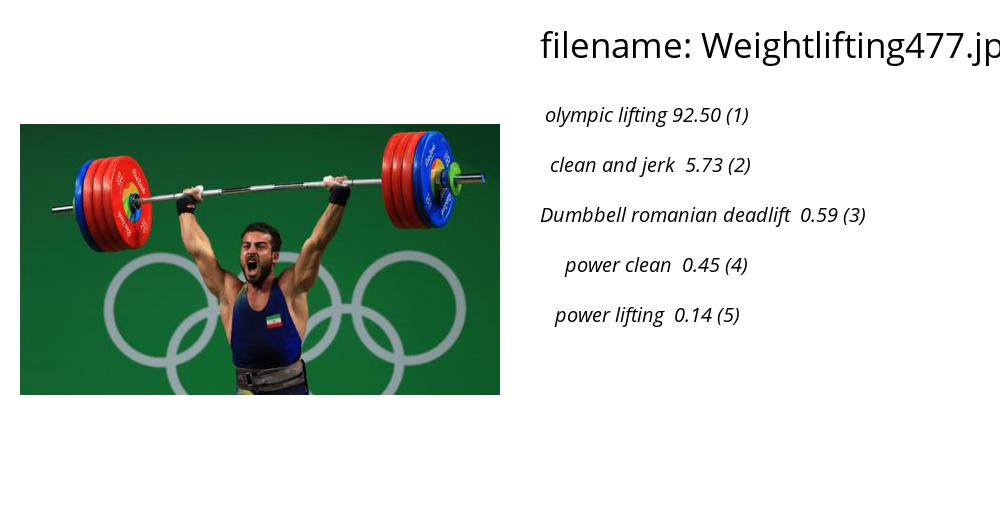 filename: Weightlifting477.jp
olympic lifting 92.50 (1)
clean and jerk 5.73 (2)
Dumbbell romanian deadlift 0.59 (3)
power clean 0.45 (4)
power lifting 0.14 (5)